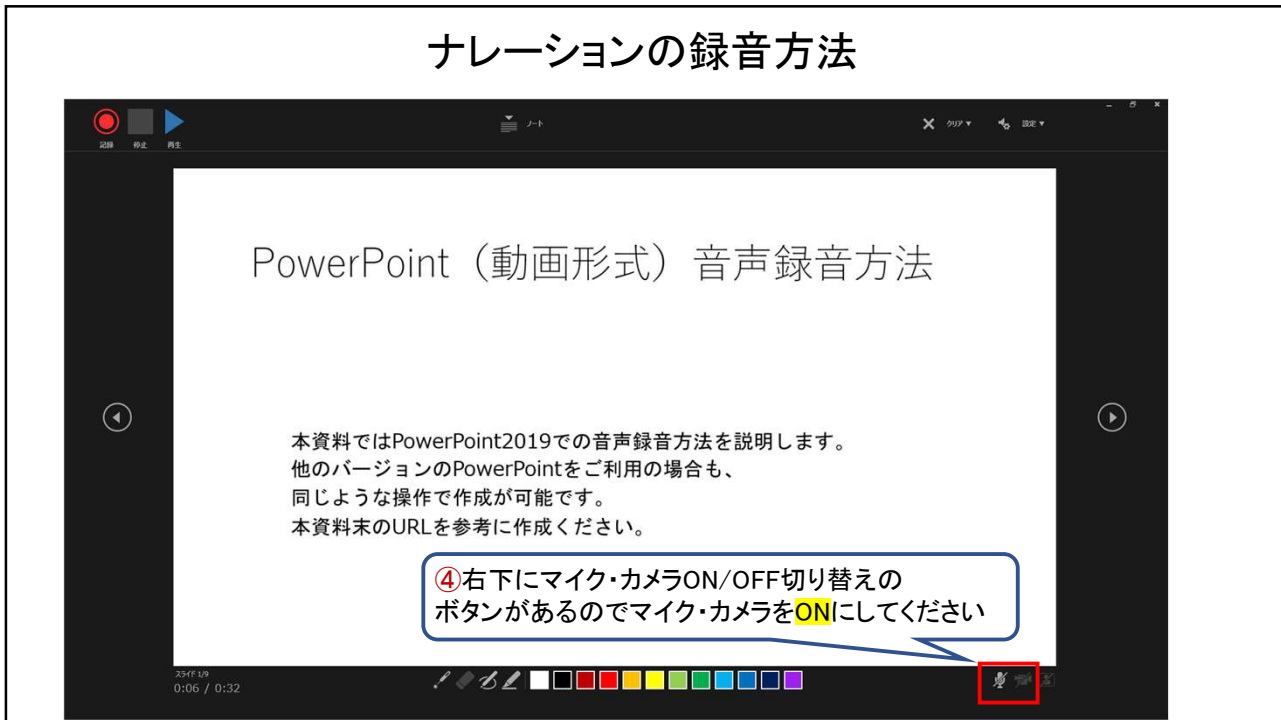 ナレーションの録音方法
記録 停止 再生
ノート
クリア▼ 設定▼
PowerPoint（動画形式）音声録音方法
本資料ではPowerPoint2019での音声録音方法を説明します。
他のバージョンのPowerPointをご利用の場合も、
同じような操作で作成が可能です。
本資料末のURLを参考に作成ください。
④右下にマイク・カメラON/OFF切り替えの
ボタンがあるのでマイク・カメラをONにしてください
スライド 1/9
0:06 / 0:32